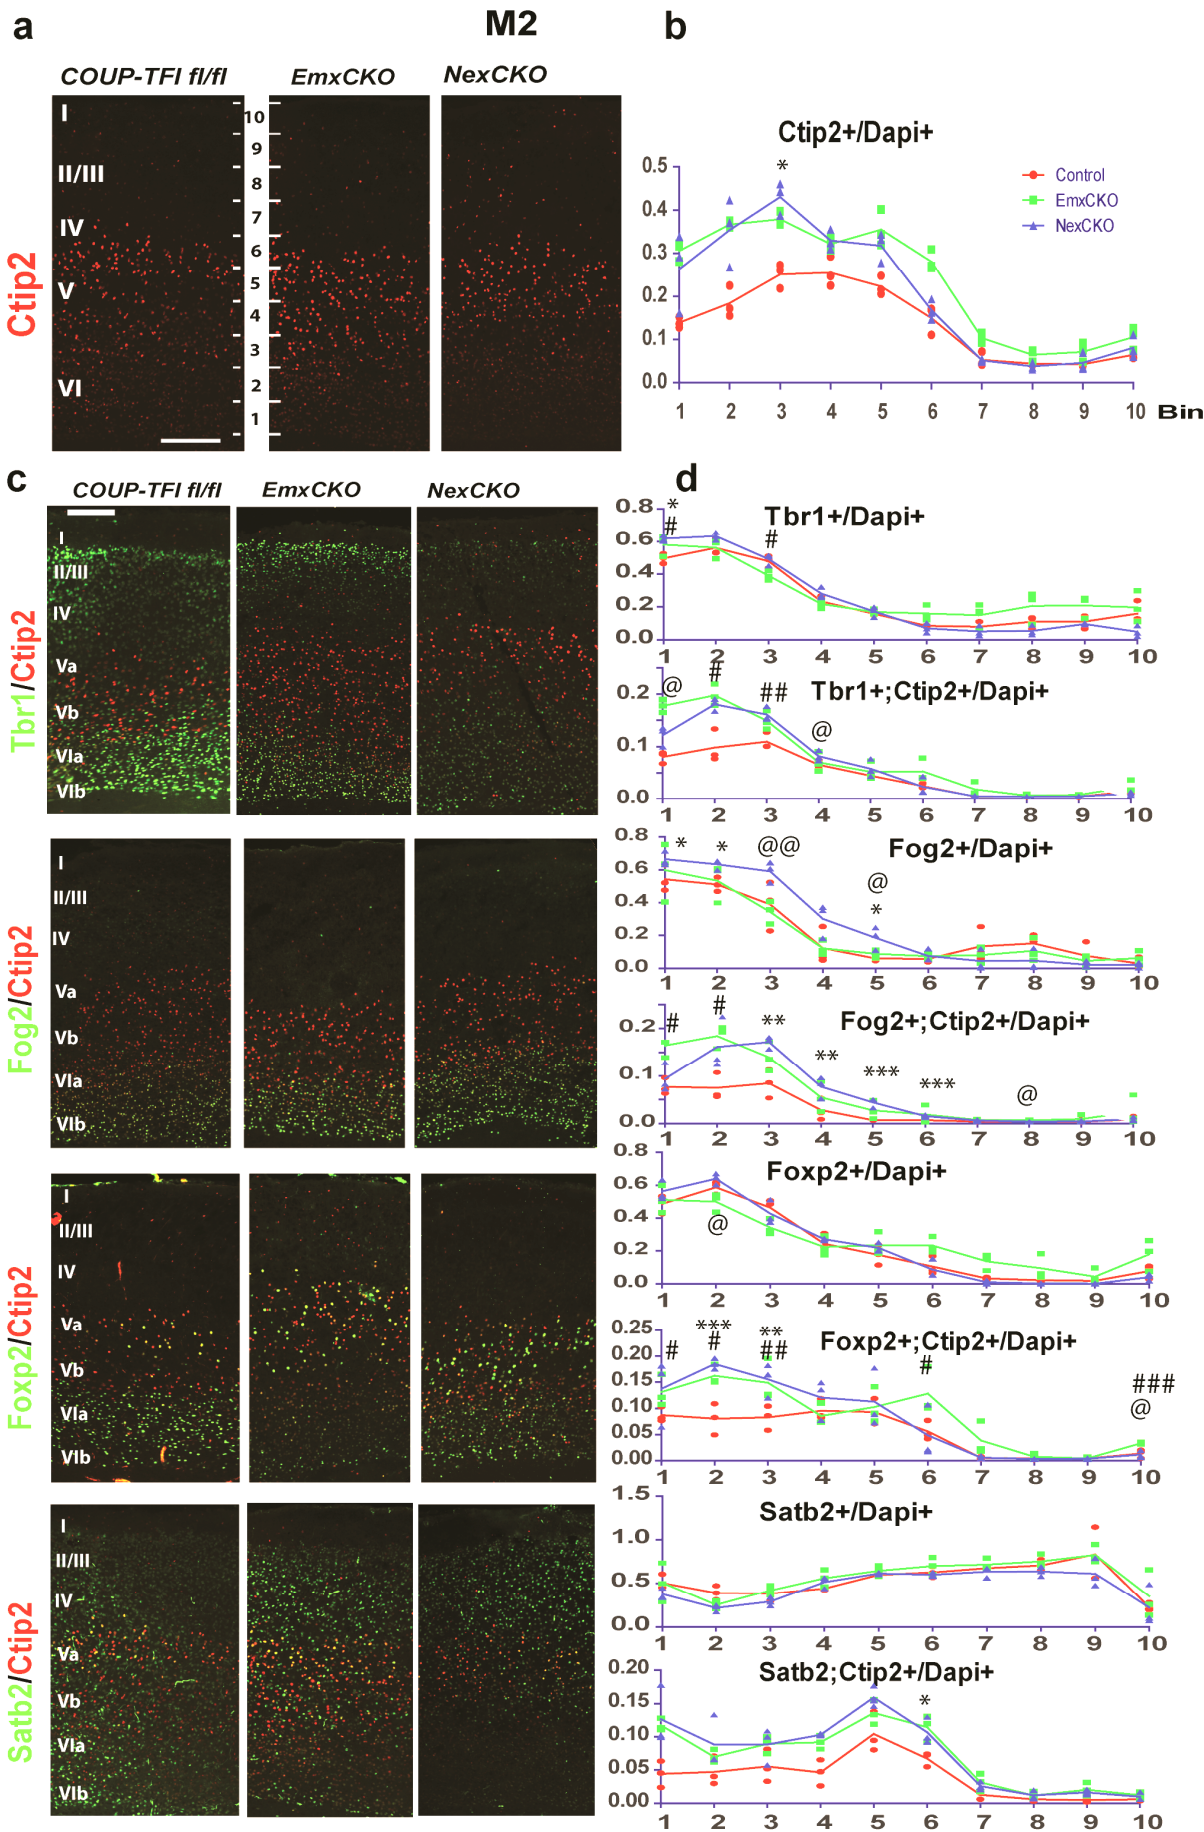 a
M2
b
COUP-TFI fl/fl
EmxCKO
NexCKO
Ctip2
I
II/III
IV
V
VI
10
9
8
7
6
5
4
3
2
1
Ctip2+/Dapi+
Control
EmxCKO
NexCKO
0.5
0.4
0.3
0.2
0.1
0.0
*
1 2 3 4 5 6 7 8 9 10 Bin
c
d
COUP-TFI fl/fl
EmxCKO
NexCKO
Tbr1/Ctip2
I
II/III
IV
Va
Vb
VIa
VIb
Tbr1+/Dapi+
0.8
0.6
0.4
0.2
0.0
*
#
#
1 2 3 4 5 6 7 8 9 10
Tbr1+;Ctip2+/Dapi+
0.2
0.1
0.0
@
#
##
@
1 2 3 4 5 6 7 8 9 10
Fog2/Ctip2
I
II/III
IV
Va
Vb
VIa
VIb
Fog2+/Dapi+
0.8
0.6
0.4
0.2
0.0
*
*
@@
@
*
1 2 3 4 5 6 7 8 9 10
Fog2+;Ctip2+/Dapi+
0.2
0.1
0.0
#
#
**
**
***
***
@
1 2 3 4 5 6 7 8 9 10
Foxp2/Ctip2
I
II/III
IV
Va
Vb
VIa
VIb
Foxp2+/Dapi+
0.8
0.6
0.4
0.2
0.0
@
1 2 3 4 5 6 7 8 9 10
Foxp2+;Ctip2+/Dapi+
0.25
0.20
0.15
0.10
0.05
0.00
#
***
#
**
##
#
###
@
1 2 3 4 5 6 7 8 9 10
Satb2/Ctip2
I
II/III
IV
Va
Vb
VIa
VIb
Satb2+/Dapi+
1.5
1.0
0.5
0.0
1 2 3 4 5 6 7 8 9 10
Satb2;Ctip2+/Dapi+
0.20
0.15
0.10
0.05
0.00
*
1 2 3 4 5 6 7 8 9 10